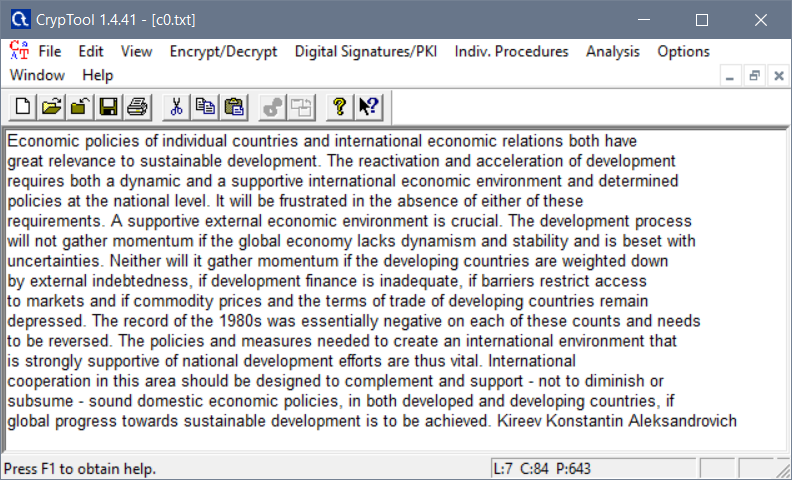 CrypTool 1.4.41 - [c0.txt]
File Edit View Encrypt/Decrypt Digital Signatures/PKI Indiv. Procedures Analysis Options
Window Help
Economic policies of individual countries and international economic relations both have
great relevance to sustainable development. The reactivation and acceleration of development
requires both a dynamic and a supportive international economic environment and determined
policies at the national level. It will be frustrated in the absence of either of these
requirements. A supportive external economic environment is crucial. The development process
will not gather momentum if the global economy lacks dynamism and stability and is beset with
uncertainties. Neither will it gather momentum if the developing countries are weighted down
by external indebtedness, if development finance is inadequate, if barriers restrict access
to markets and if commodity prices and the terms of trade of developing countries remain
depressed. The record of the 1980s was essentially negative on each of these counts and needs
to be reversed. The policies and measures needed to create an international environment that
is strongly supportive of national development efforts are thus vital. International
cooperation in this area should be designed to complement and support - not to diminish or
subsume - sound domestic economic policies, in both developed and developing countries, if
global progress towards sustainable development is to be achieved. Kireev Konstantin Aleksandrovich
Press F1 to obtain help. L:7 C:84 P:643